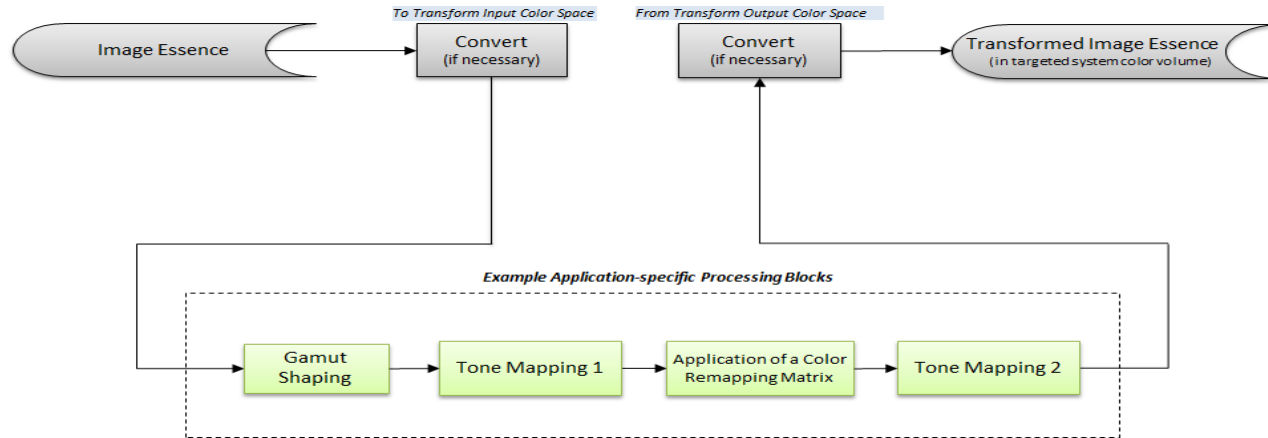 To Transform Input Color Space
From Transform Output Color Space
Image Essence
Convert
(if necessary)
Convert
(if necessary)
Transformed Image Essence
(in targeted system color volume)
Example Application-specific Processing Blocks
Gamut
Shaping
Tone Mapping 1
Application of a Color
Remapping Matrix
Tone Mapping 2